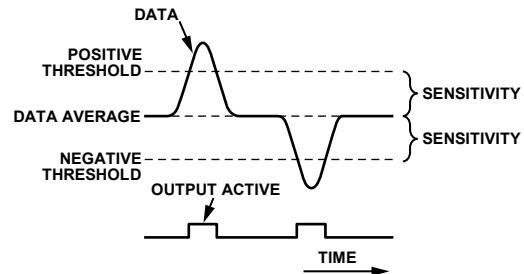 DATA
POSITIVE
THRESHOLD
SENSITIVITY
DATA AVERAGE
SENSITIVITY
NEGATIVE
THRESHOLD
OUTPUT ACTIVE
TIME